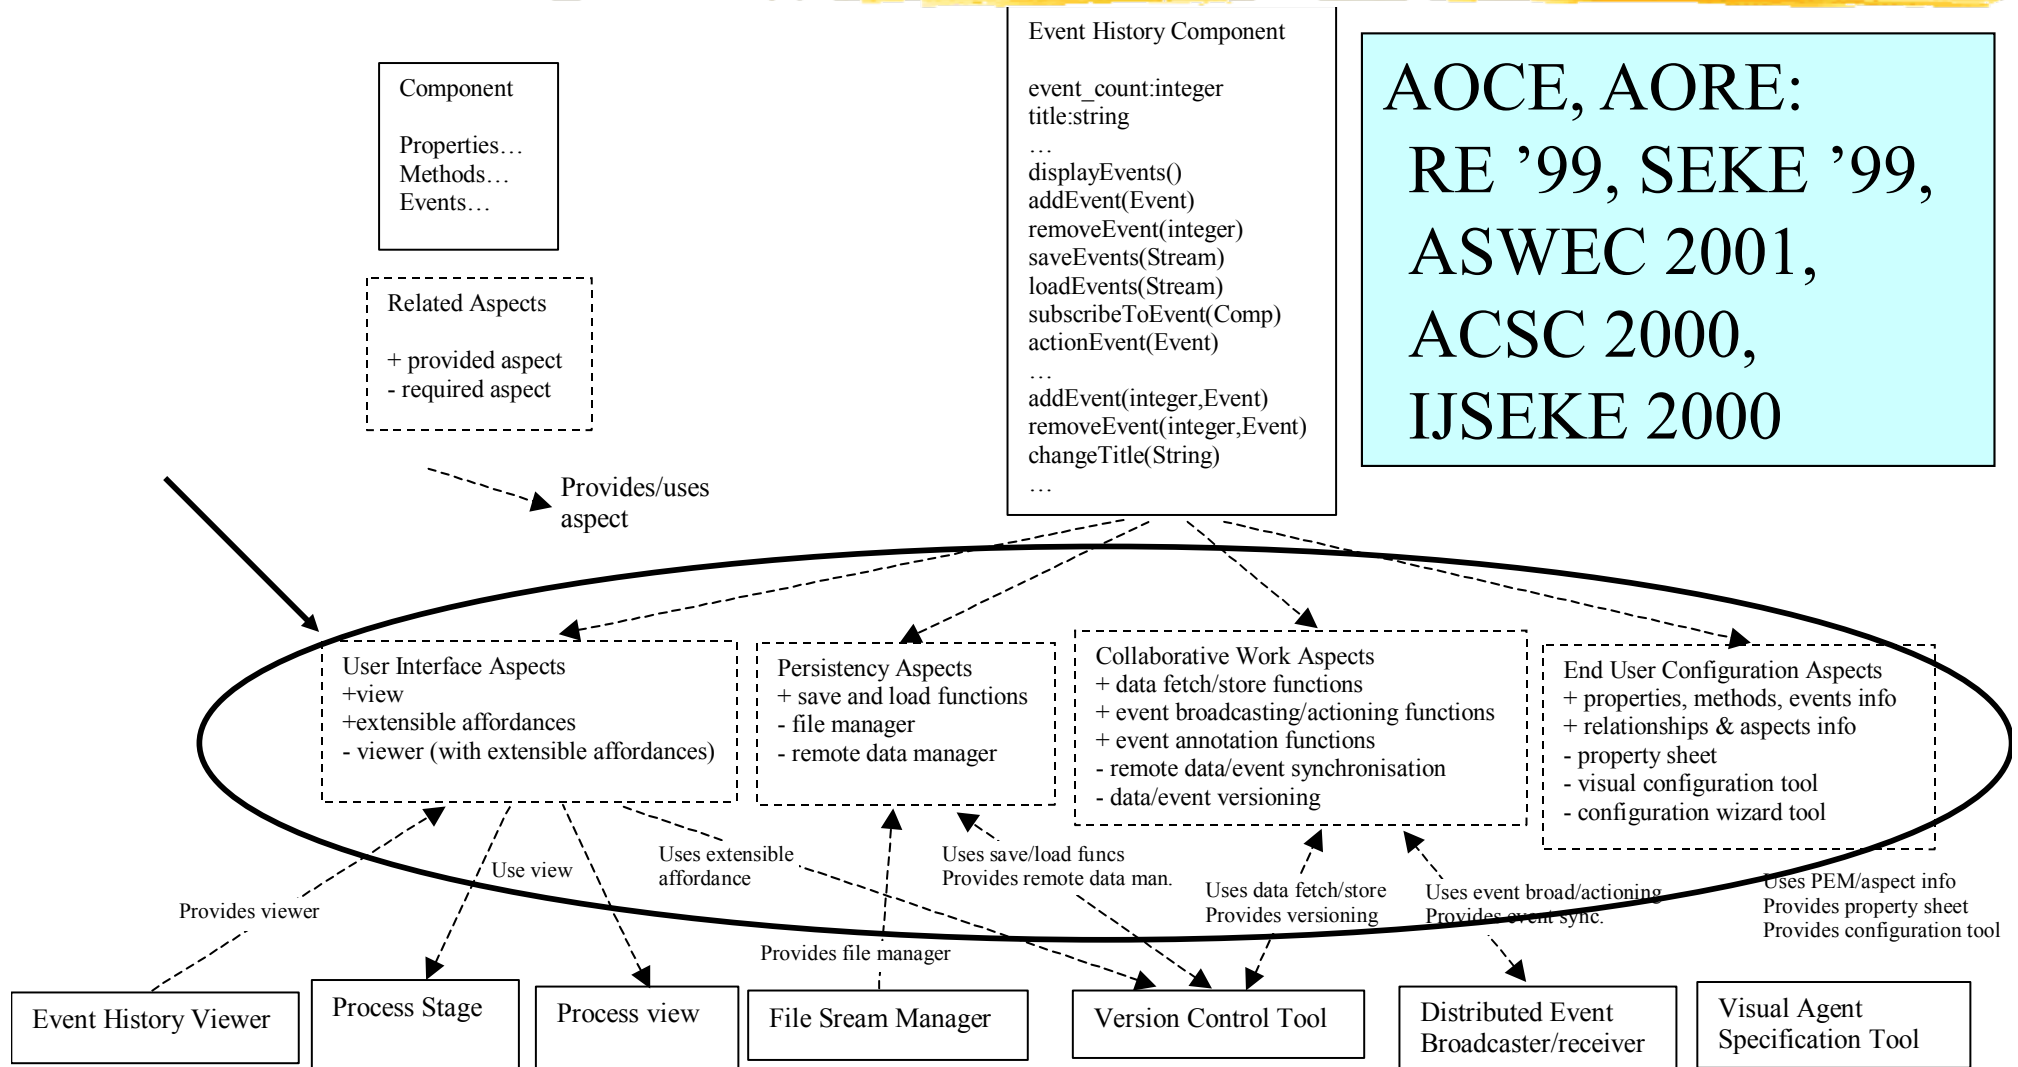 Component
Properties…
Methods…
Events…
Related Aspects
+ provided aspect
- required aspect
Provides/uses
aspect
Event History Component
event_count:integer
title:string
…
displayEvents()
addEvent(Event)
removeEvent(integer)
saveEvents(Stream)
loadEvents(Stream)
subscribeToEvent(Comp)
actionEvent(Event)
…
addEvent(integer,Event)
removeEvent(integer,Event)
changeTitle(String)
…
AOCE, AORE:
RE ’99, SEKE ’99,
ASWEC 2001,
ACSC 2000,
IJSEKE 2000
User Interface Aspects
+view
+extensible affordances
- viewer (with extensible affordances)
Persistency Aspects
+ save and load functions
- file manager
- remote data manager
Collaborative Work Aspects
+ data fetch/store functions
+ event broadcasting/actioning functions
+ event annotation functions
- remote data/event synchronisation
- data/event versioning
End User Configuration Aspects
+ properties, methods, events info
+ relationships & aspects info
- property sheet
- visual configuration tool
- configuration wizard tool
Provides viewer
Use view
Uses extensible
affordance
Provides file manager
Uses save/load funcs
Provides remote data man.
Uses data fetch/store
Provides versioning
Uses event broad/actioning
Provides event sync.
Uses PEM/aspect info
Provides property sheet
Provides configuration tool
Event History Viewer
Process Stage
Process view
File Sream Manager
Version Control Tool
Distributed Event
Broadcaster/receiver
Visual Agent
Specification Tool